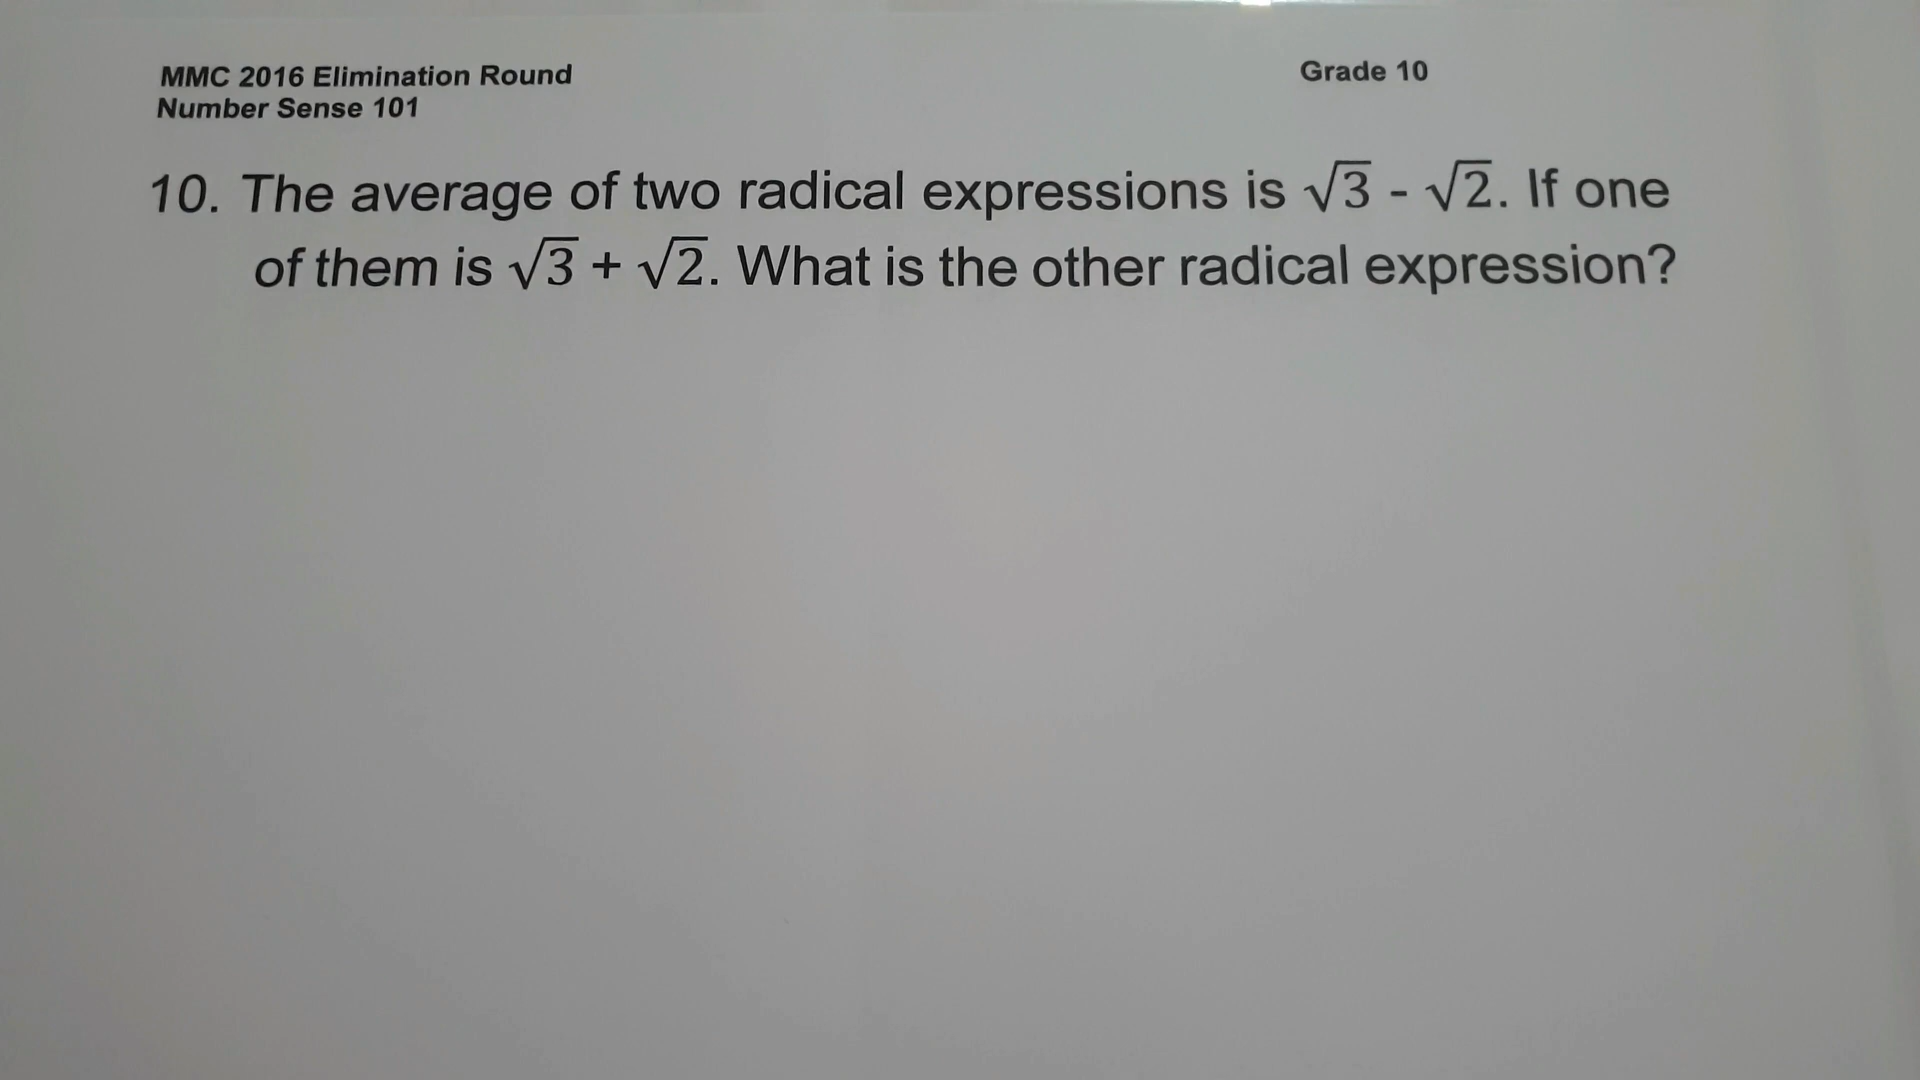 MMC 2016 Elimination Round
Grade 10
Number Sense 101
10. The average of two radical expressions is √3 - √2. If one
of them is √3 + √2. What is the other radical expression?